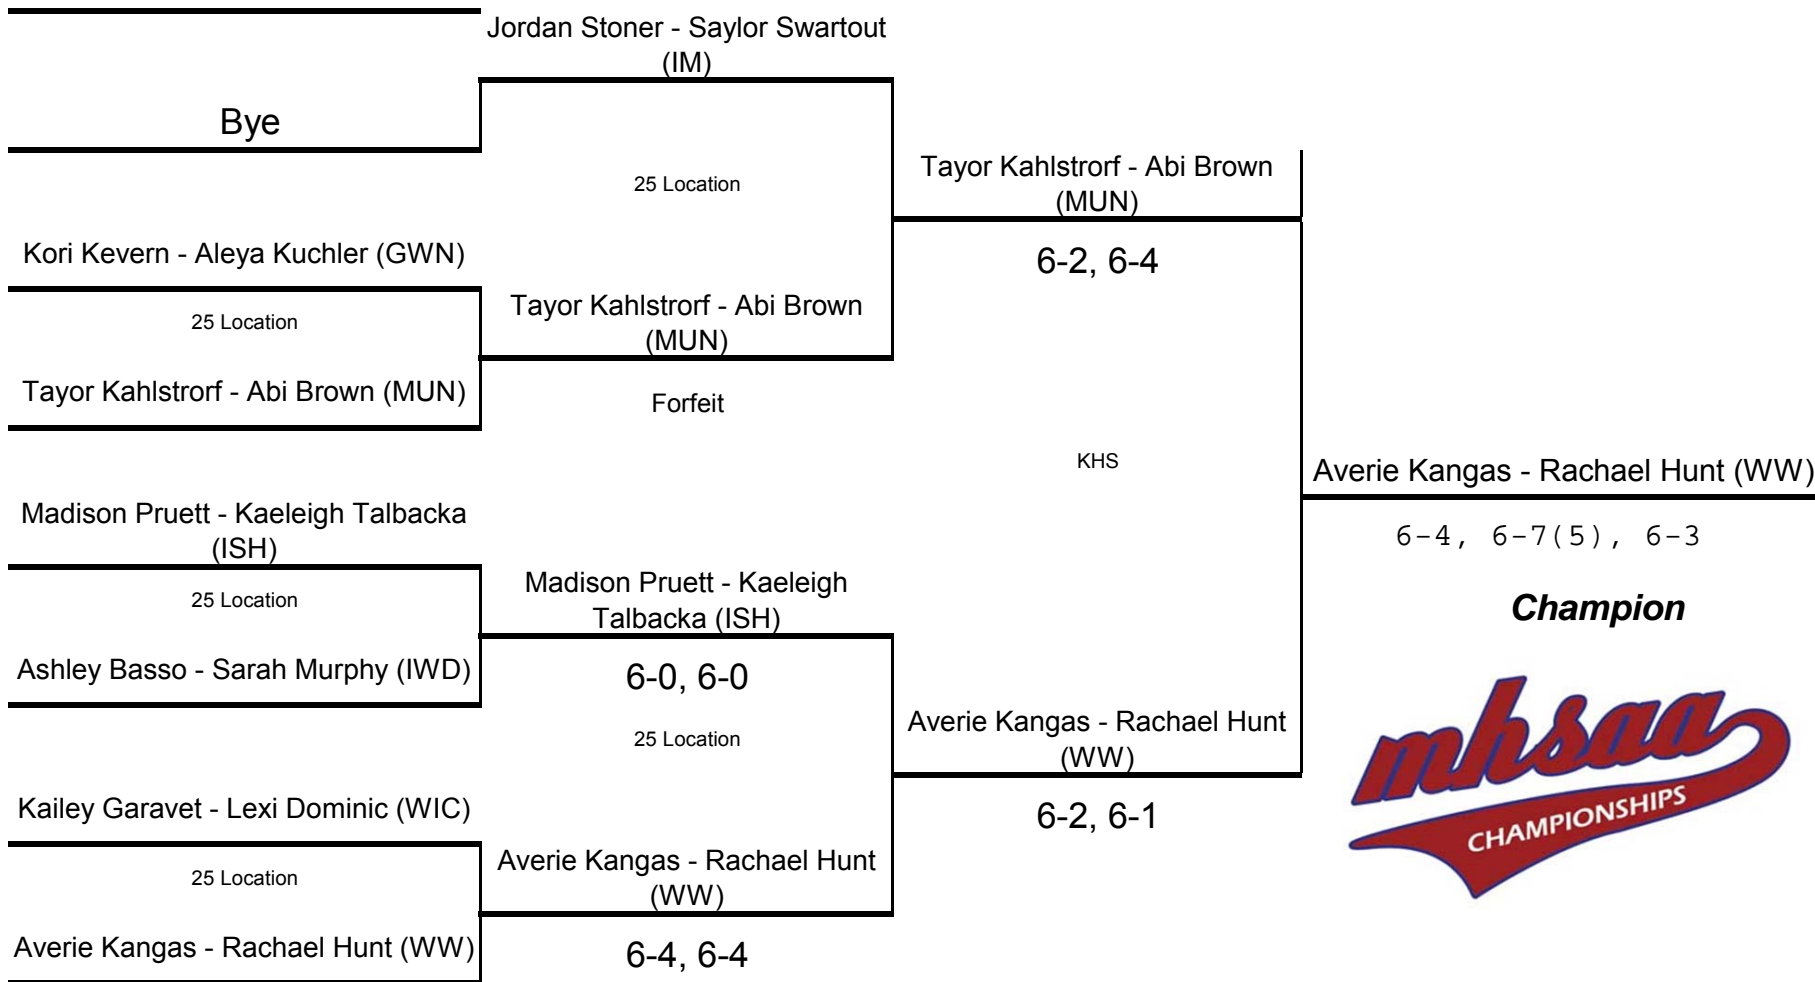 Jordan Stoner - Saylor Swartout
(IM)
Bye
25 Location
Tayor Kahlstrorf - Abi Brown
(MUN)
Kori Kevern - Aleya Kuchler (GWN)
6-2, 6-4
25 Location
Tayor Kahlstrorf - Abi Brown
(MUN)
Tayor Kahlstrorf - Abi Brown (MUN)
Forfeit
KHS
Averie Kangas - Rachael Hunt (WW)
Madison Pruett - Kaeleigh Talbacka
(ISH)
6-4, 6-7(5), 6-3
25 Location
Madison Pruett - Kaeleigh
Talbacka (ISH)
Champion
Ashley Basso - Sarah Murphy (IWD)
6-0, 6-0
25 Location
Averie Kangas - Rachael Hunt
(WW)
mhsaa
CHAMPIONSHIPS
Kailey Garavet - Lexi Dominic (WIC)
6-2, 6-1
25 Location
Averie Kangas - Rachael Hunt
(WW)
Averie Kangas - Rachael Hunt (WW)
6-4, 6-4